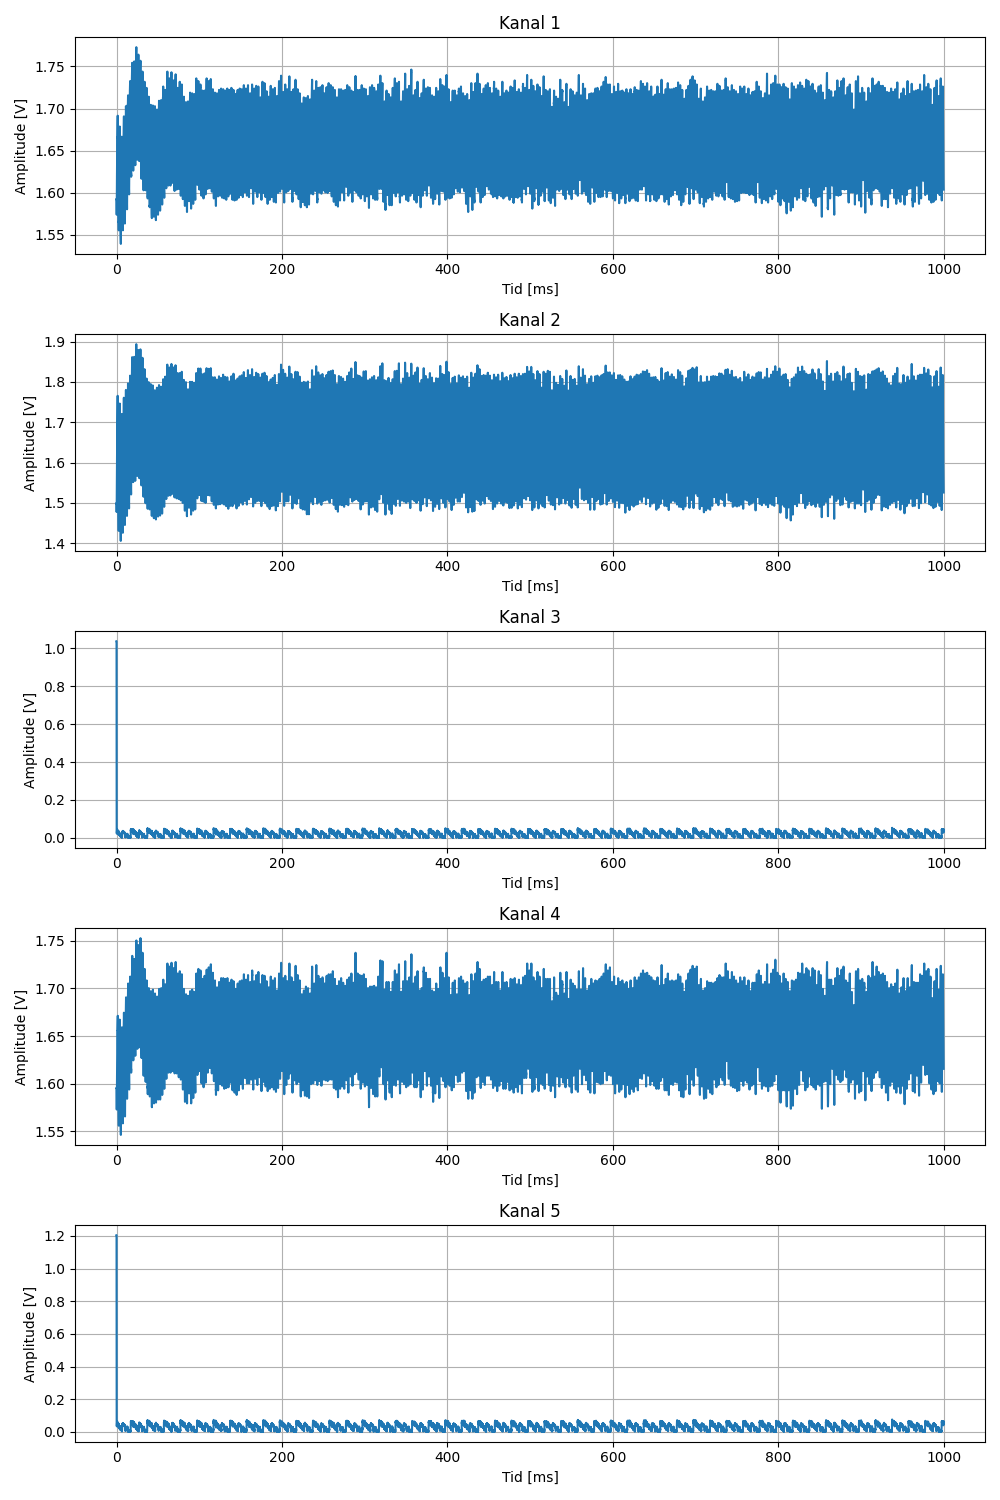 Kanal 1
Amplitude [V]
1.75
1.70
1.65
1.60
1.55
0 200 400 600 800 1000
Tid [ms]
Kanal 2
Amplitude [V]
1.9
1.8
1.7
1.6
1.5
1.4
0 200 400 600 800 1000
Tid [ms]
Kanal 3
Amplitude [V]
1.0
0.8
0.6
0.4
0.2
0.0
0 200 400 600 800 1000
Tid [ms]
Kanal 4
Amplitude [V]
1.75
1.70
1.65
1.60
1.55
0 200 400 600 800 1000
Tid [ms]
Kanal 5
Amplitude [V]
1.2
1.0
0.8
0.6
0.4
0.2
0.0
0 200 400 600 800 1000
Tid [ms]